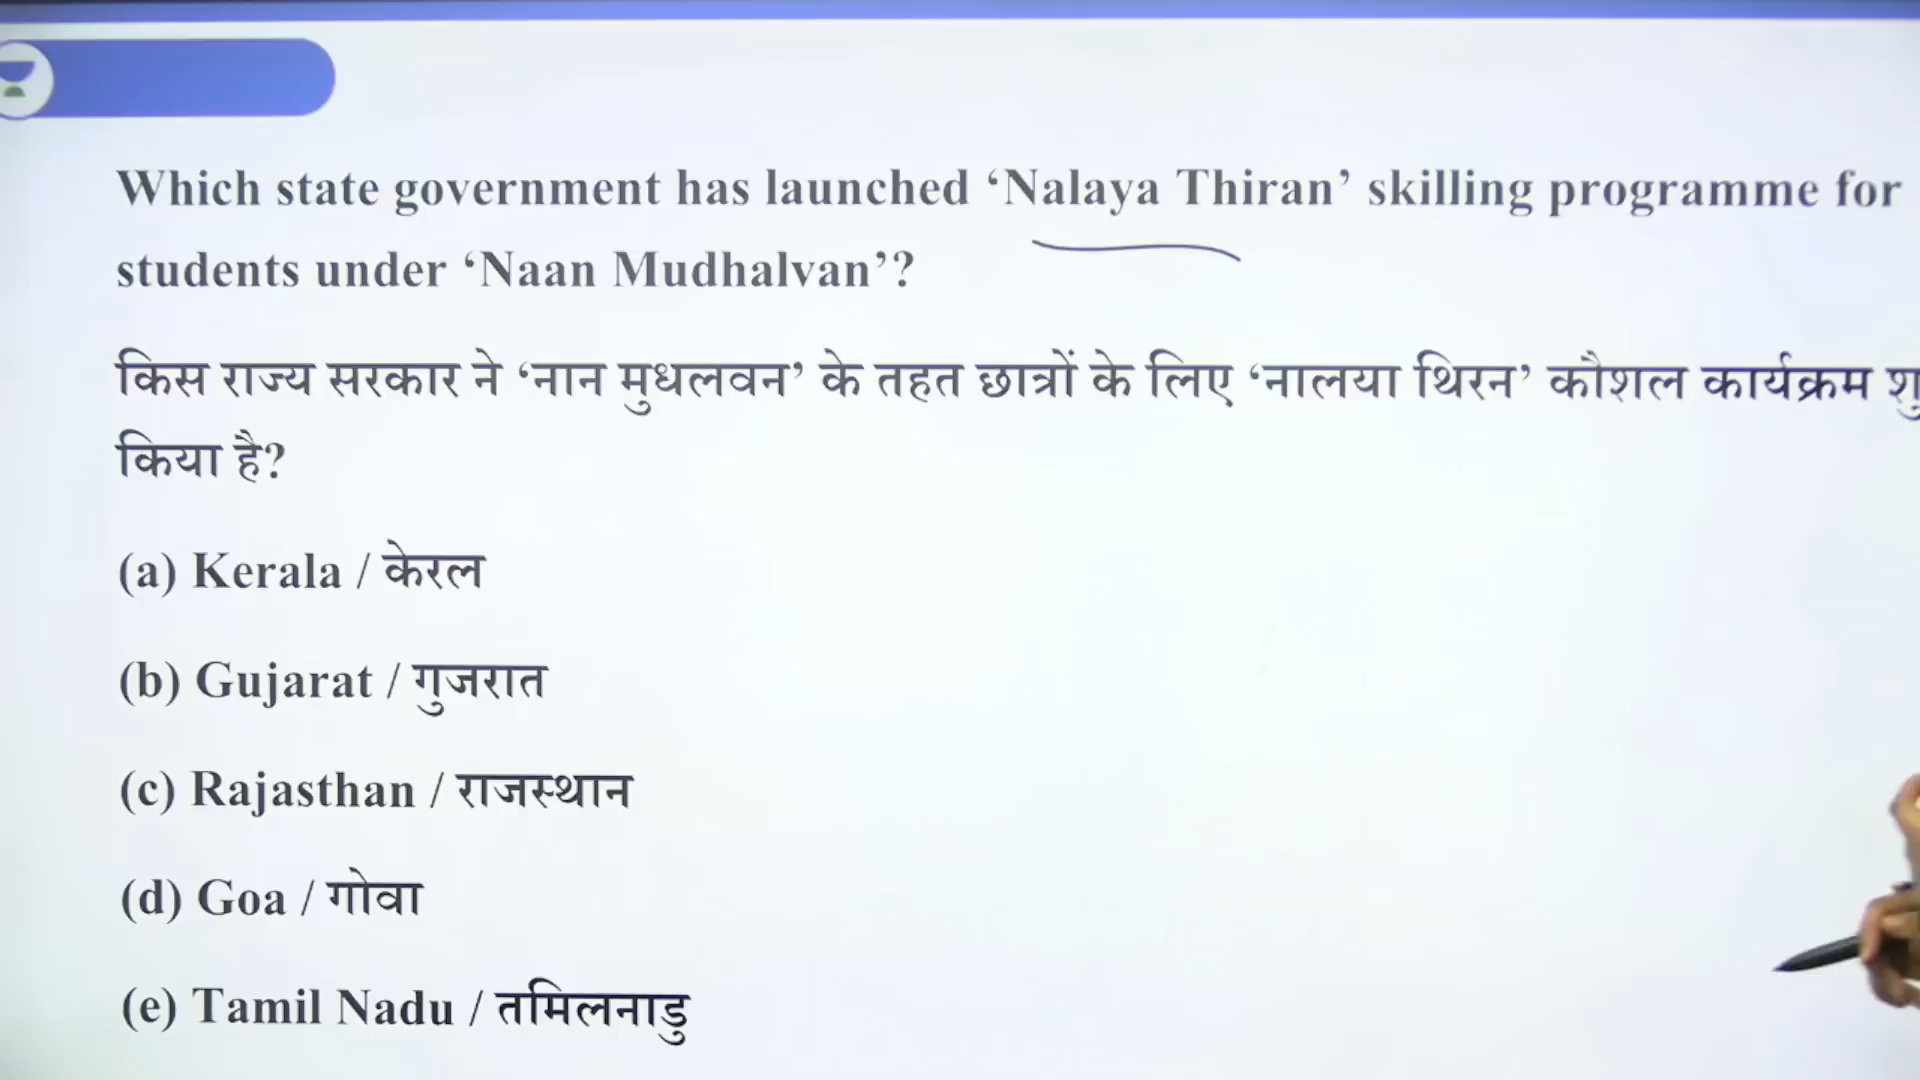 Which state government has launched ‘Nalaya Thiran’ skilling programme for
students under ‘Naan Mudhalvan’?
किस राज्य सरकार ने ‘नान मुधलवन’ के तहत छात्रों के लिए ‘नालया थिरन’ कौशल कार्यक्रम
किया है?
(a) Kerala / केरल
(b) Gujarat / गुजरात
(c) Rajasthan / राजस्थान
(d) Goa / गोवा
(e) Tamil Nadu / तमिलनाडु